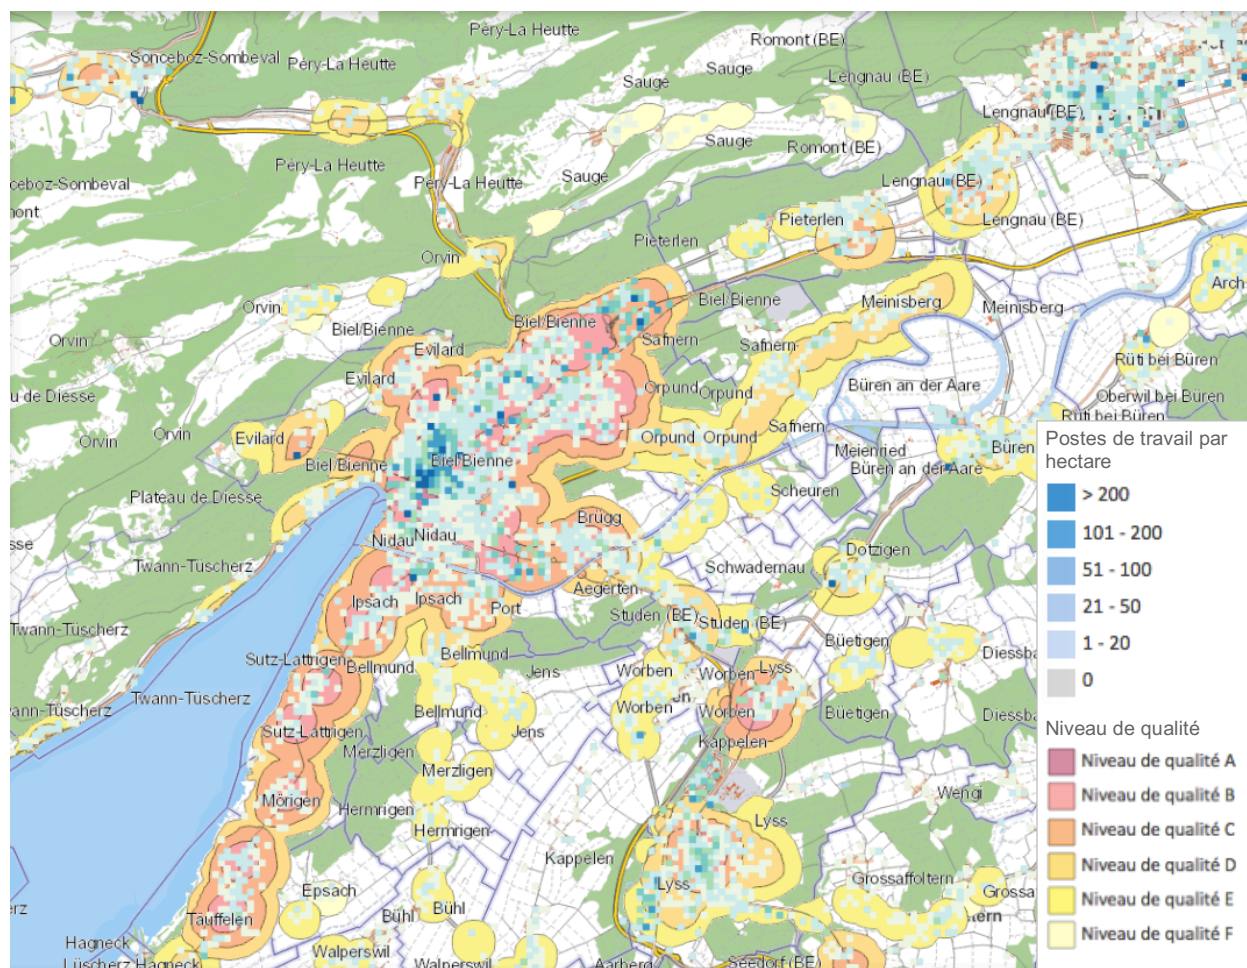 Péry-La Heutte
Romont (BE)
Sonceboz-Sombeval
Péry-La Heutte
Sauge
Sauge
Lengnau (BE)
Lengnau (BE)
Sauge
Romont (BE)
Péry-La Heutte
Péry-La Heutte
Sauge
Lengnau (BE)
ceboz-Sombeval
mont
Pieterlen
Lengnau (BE)
Pieterlen
Orvin
Arch
Orvin
Biel/Bienne
Meinisberg
Meinisberg
Biel/Bienne
Biel/Bienne
Orvin
Evilard
Safnern
Safnern
Rüti bei Büren
Evilard
Orpund
Orpund
Büren an der Aare
u de Diesse
Oberwil bei Büren
Rüti bei Büren
Safnern
Orvin
Orvin
Evilard
Orpund
Orpund
Meienried
Büren
Biel/Bienne
Biel/Bienne
Büren an der Aare
Plateau de Diesse
Scheuren
Brügg
sse
Nidau
Nidau
Dotzigen
Twann-Tüscherz
Schwadernau
Aegerten
Ipsach
Ipsach
Port
Studen (BE)
Studen (BE)
Twann-Tüscherz
Büetigen
Bellmund
Diessba
Sutz-Lattrigen
Bellmund
Jens
Worben
Worben
Lyss
Twann-Tüscherz
Worben
Worben
Büetigen
Diessba
ann-Tüscherz
Bellmund
Sutz-Lattrigen
Jens
Kappelen
Merzligen
Merzligen
Mörigen
Hermrigen
Wengi
Hermrigen
Lyss
Kappelen
Lyss
Grossaffoltern
Grossa
Epsach
Bühl
Bühl
erz
Täuffelen
ltern
Hagneck
Walperswil
Walperswil
Lüscherz
Hagneck
Aarberg
Seedorf (BE)
Postes de travail par
hectare
> 200
101 - 200
51 - 100
21 - 50
1 - 20
0
Niveau de qualité
Niveau de qualité A
Niveau de qualité B
Niveau de qualité C
Niveau de qualité D
Niveau de qualité E
Niveau de qualité F